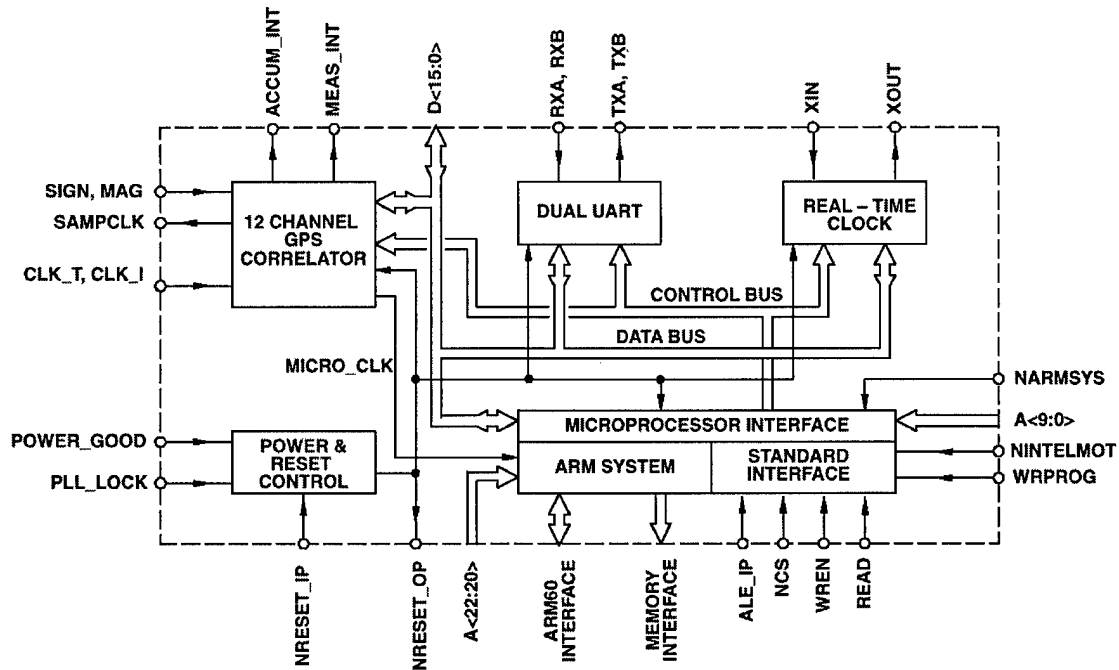 ACCUM_INT
MEAS_INT
D<15:0>
RXA, RXB
TXA, TXB
XIN
XOUT
SIGN, MAG
SAMPCLK
CLK_T, CLK_I
12 CHANNEL
GPS
CORRELATOR
DUAL UART
REAL – TIME
CLOCK
CONTROL BUS
DATA BUS
MICRO_CLK
NARMSYS
A<9:0>
NINTELMOT
WRPROG
POWER_GOOD
PLL_LOCK
POWER &
RESET
CONTROL
MICROPROCESSOR INTERFACE
ARM SYSTEM
STANDARD
INTERFACE
NRESET_IP
NRESET_OP
A<22:20>
ARM60
INTERFACE
MEMORY
INTERFACE
ALE_IP
NCS
WREN
READ